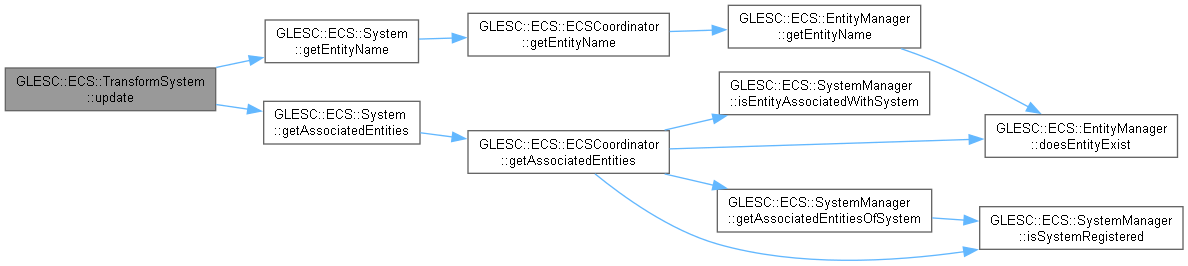 GLESC::ECS::TransformSystem
::update
GLESC::ECS::System
::getEntityName
GLESC::ECS::ECSCoordinator
::getEntityName
GLESC::ECS::EntityManager
::getEntityName
GLESC::ECS::System
::getAssociatedEntities
GLESC::ECS::ECSCoordinator
::getAssociatedEntities
GLESC::ECS::SystemManager
::isEntityAssociatedWithSystem
GLESC::ECS::EntityManager
::doesEntityExist
GLESC::ECS::SystemManager
::getAssociatedEntitiesOfSystem
GLESC::ECS::SystemManager
::isSystemRegistered